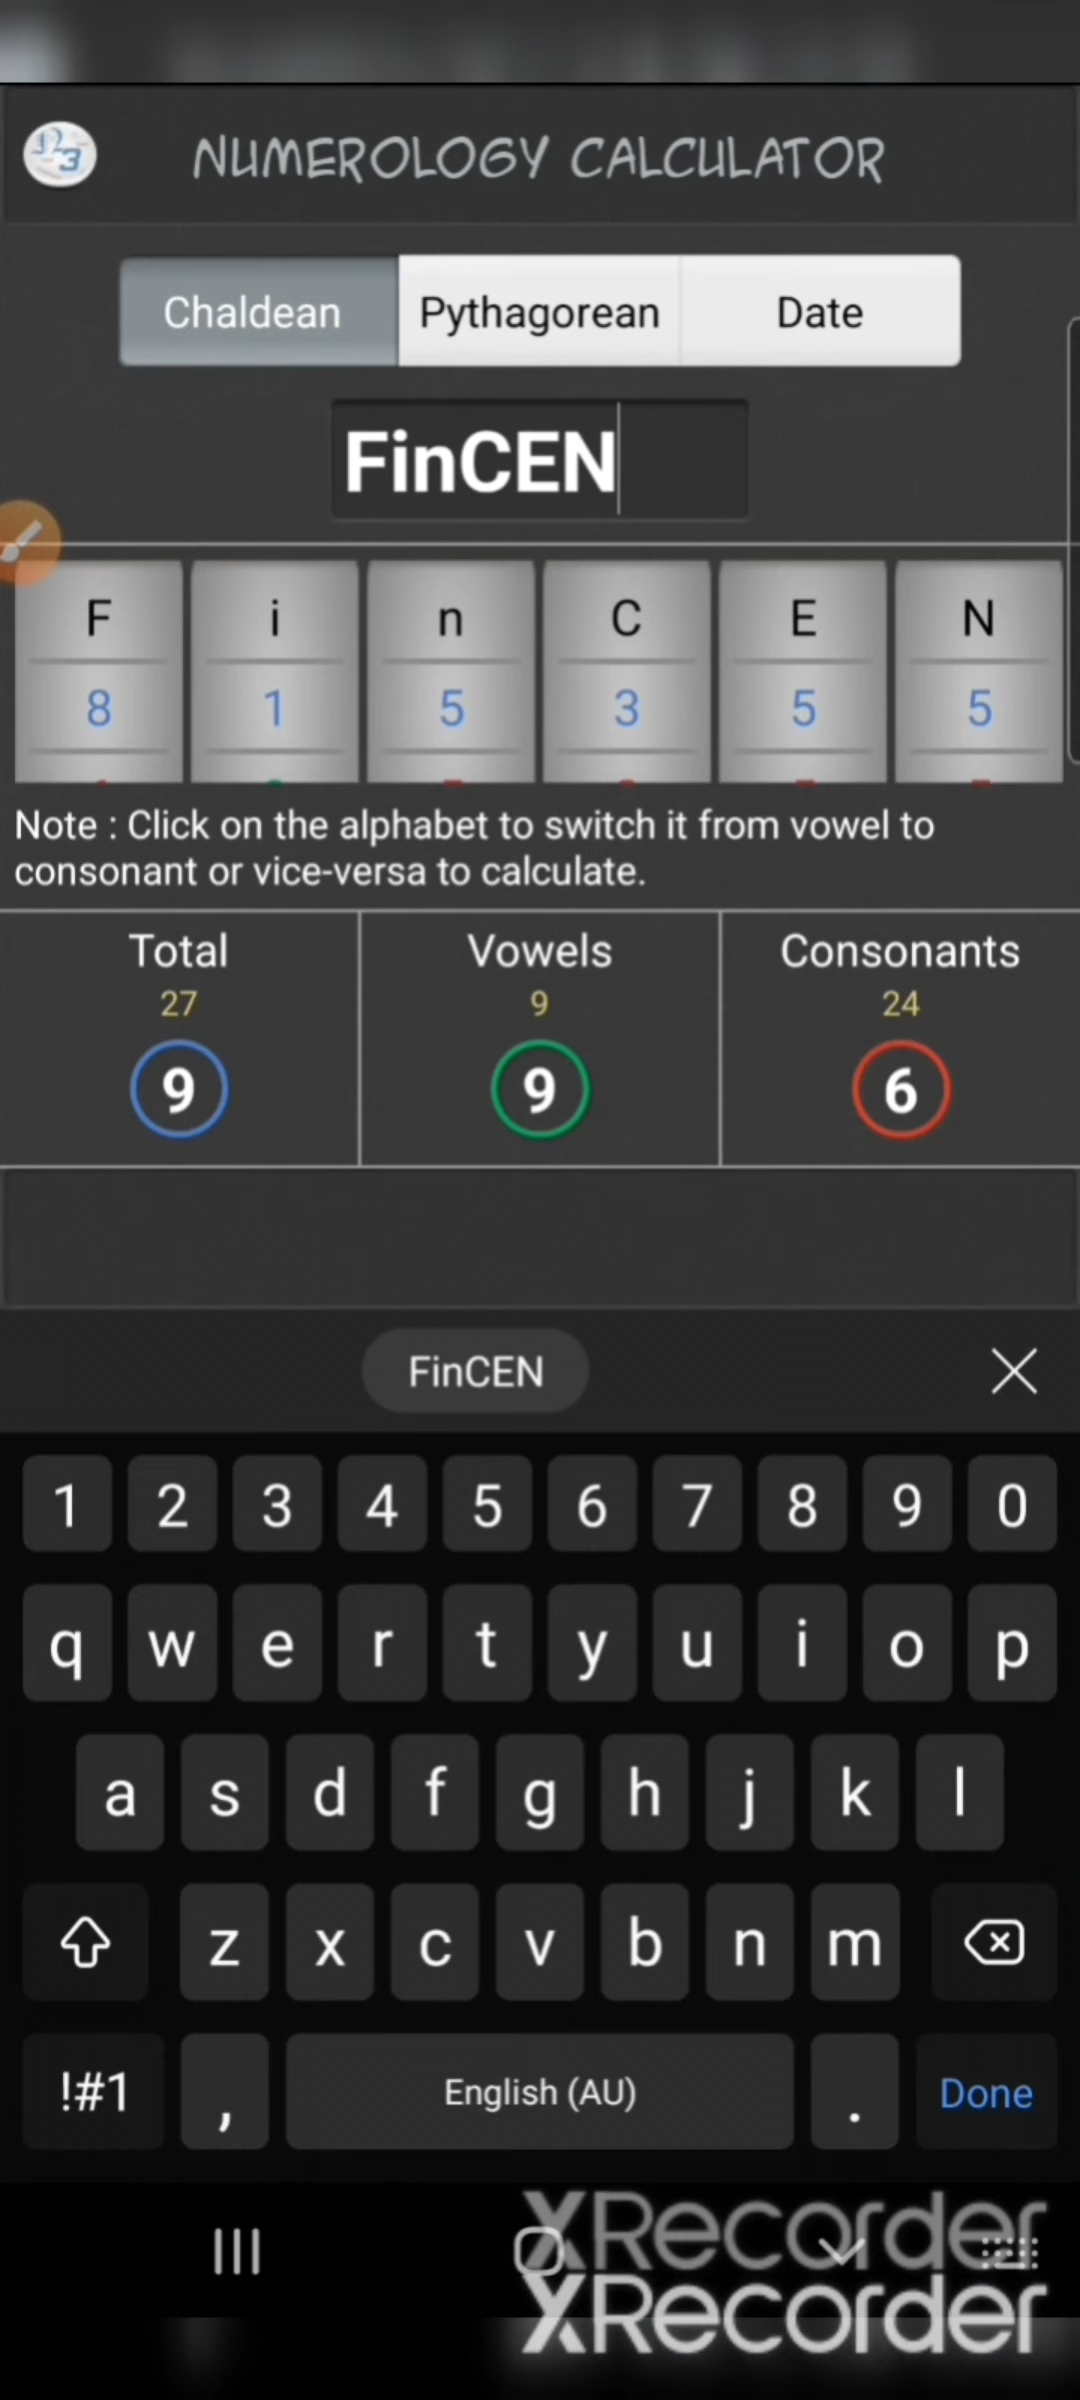 NUMEROLOGY CALCULATOR
Chaldean Pythagorean Date
FinCEN
F i n C E N
8 1 5 3 5 5
Note : Click on the alphabet to switch it from vowel to
consonant or vice-versa to calculate.
Total Vowels Consonants
27 9 24
9 9 6
FinCEN
1 2 3 4 5 6 7 8 9 0
q w e r t y u i o p
a s d f g h j k l
z x c v b n m
!#1 , English (AU) . Done
XRecorder
XRecorder